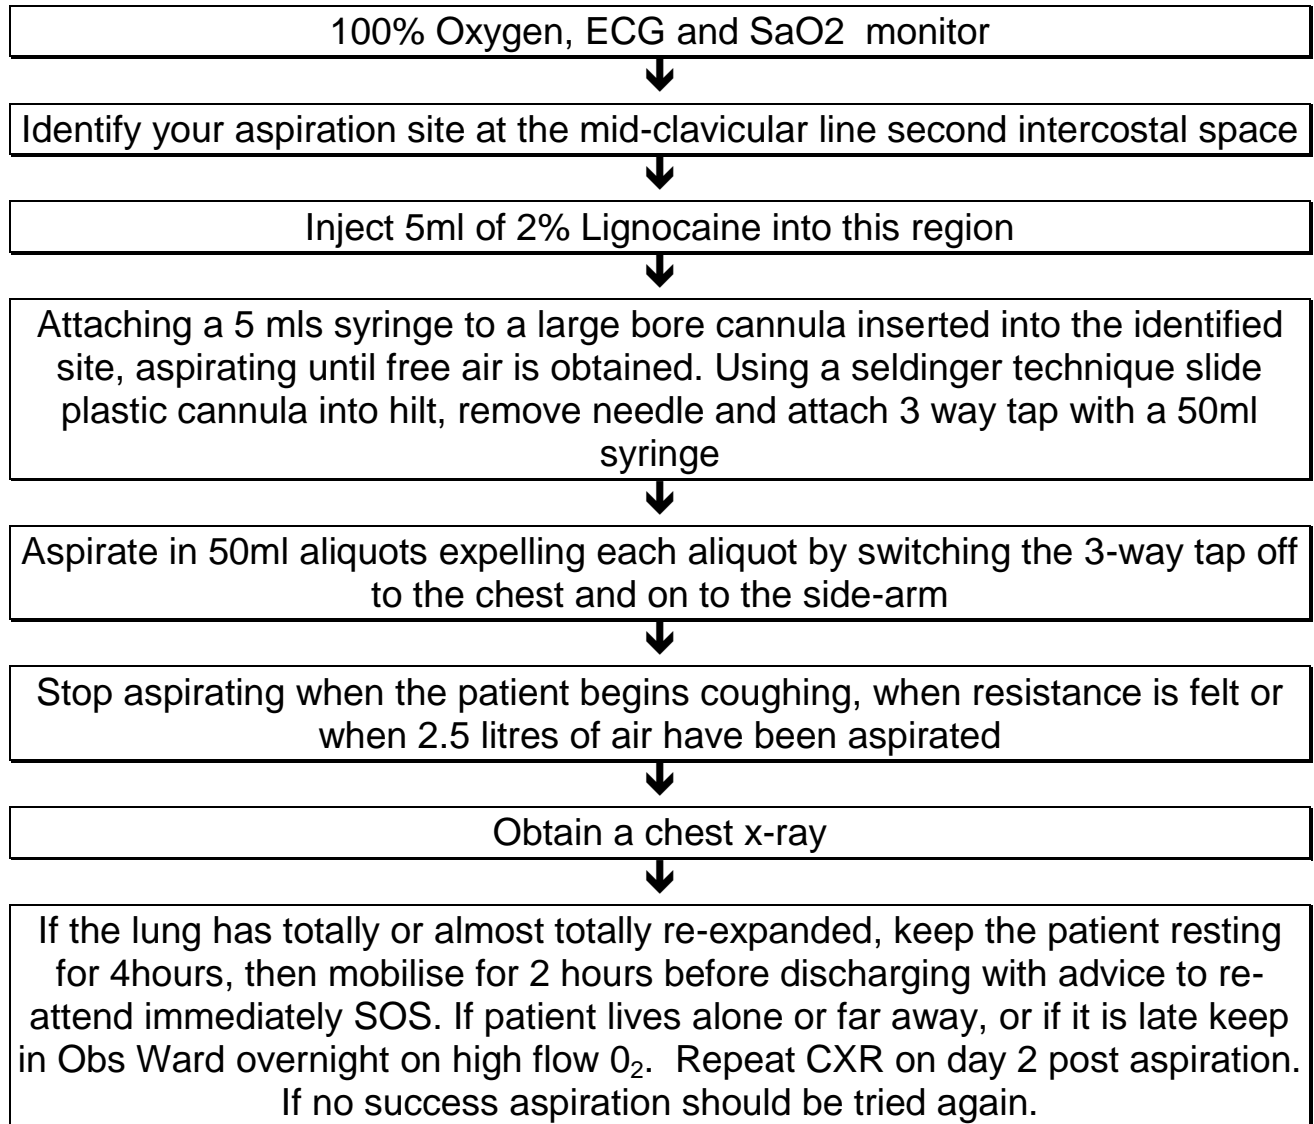 100% Oxygen, ECG and SaO2 monitor
Identify your aspiration site at the mid-clavicular line second intercostal space
Inject 5ml of 2% Lignocaine into this region
Attaching a 5 mls syringe to a large bore cannula inserted into the identified
site, aspirating until free air is obtained. Using a seldinger technique slide
plastic cannula into hilt, remove needle and attach 3 way tap with a 50ml
syringe
Aspirate in 50ml aliquots expelling each aliquot by switching the 3-way tap off
to the chest and on to the side-arm
Stop aspirating when the patient begins coughing, when resistance is felt or
when 2.5 litres of air have been aspirated
Obtain a chest x-ray
If the lung has totally or almost totally re-expanded, keep the patient resting
for 4hours, then mobilise for 2 hours before discharging with advice to re-
attend immediately SOS. If patient lives alone or far away, or if it is late keep
in Obs Ward overnight on high flow 0₂.  Repeat CXR on day 2 post aspiration.
If no success aspiration should be tried again.